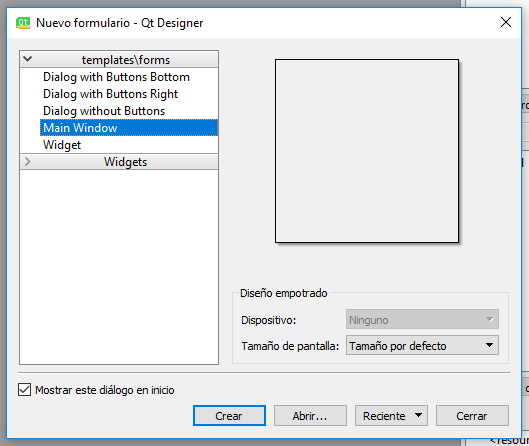 Nuevo formulario - Qt Designer
templates\forms
Dialog with Buttons Bottom
Dialog with Buttons Right
Dialog without Buttons
Main Window
Widget
Widgets
Diseño empotrado
Dispositivo: Ninguno
Tamaño de pantalla: Tamaño por defecto
Mostrar este diálogo en inicio
Crear Abrir... Reciente Cerrar
<resour